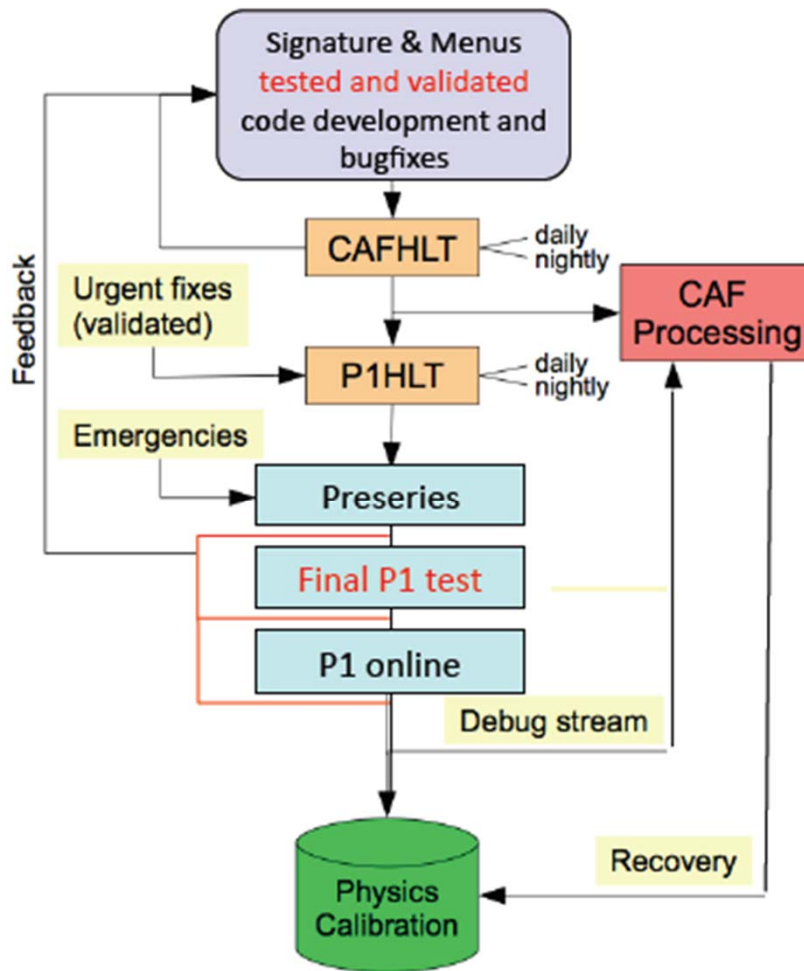 Signature & Menus
tested and validated
code development and
bugfixes
CAFHLT
daily
nightly
CAF
Processing
Urgent fixes
(validated)
Feedback
P1HLT
daily
nightly
Emergencies
Preseries
Final P1 test
P1 online
Debug stream
Recovery
Physics
Calibration